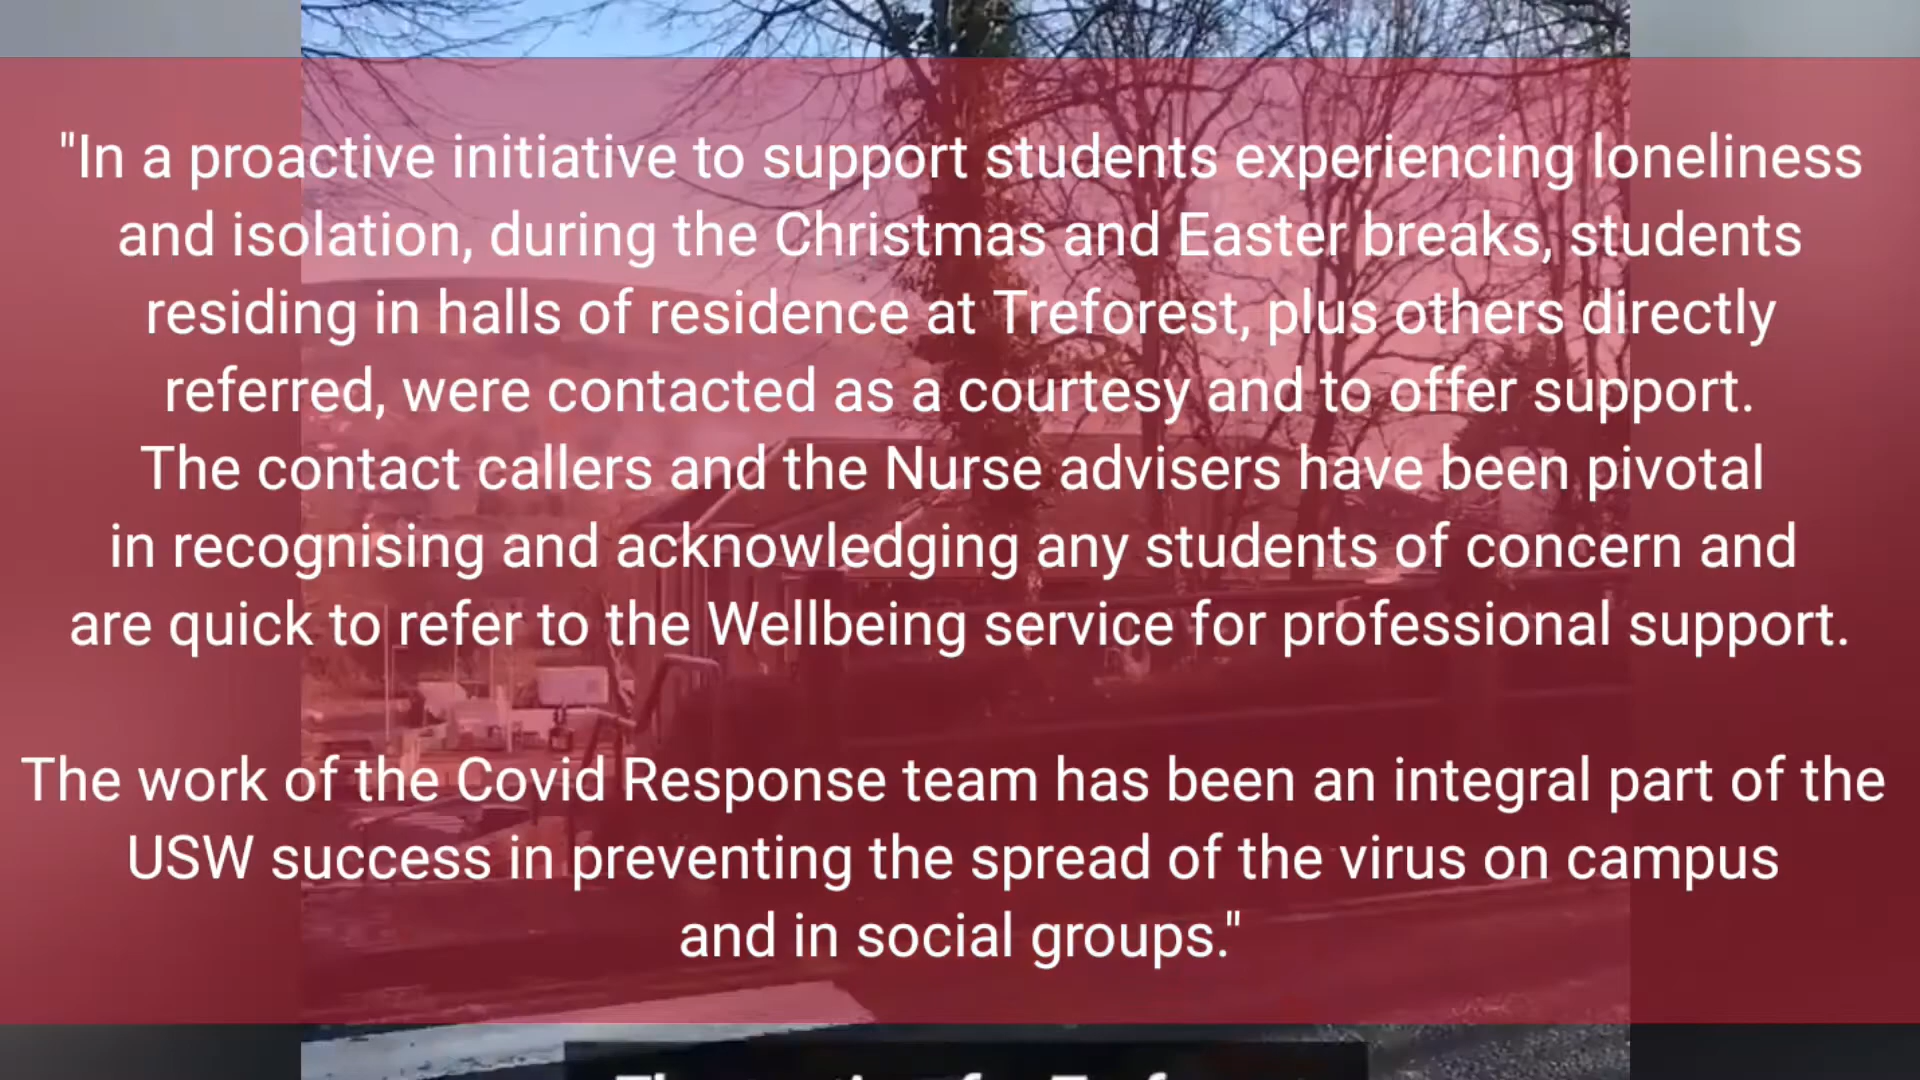 "In a proactive initiative to support students experiencing loneliness
and isolation, during the Christmas and Easter breaks, students
residing in halls of residence at Treforest, plus others directly
referred, were contacted as a courtesy and to offer support.
The contact callers and the Nurse advisers have been pivotal
in recognising and acknowledging any students of concern and
are quick to refer to the Wellbeing service for professional support.
The work of the Covid Response team has been an integral part of the
USW success in preventing the spread of the virus on campus
and in social groups."